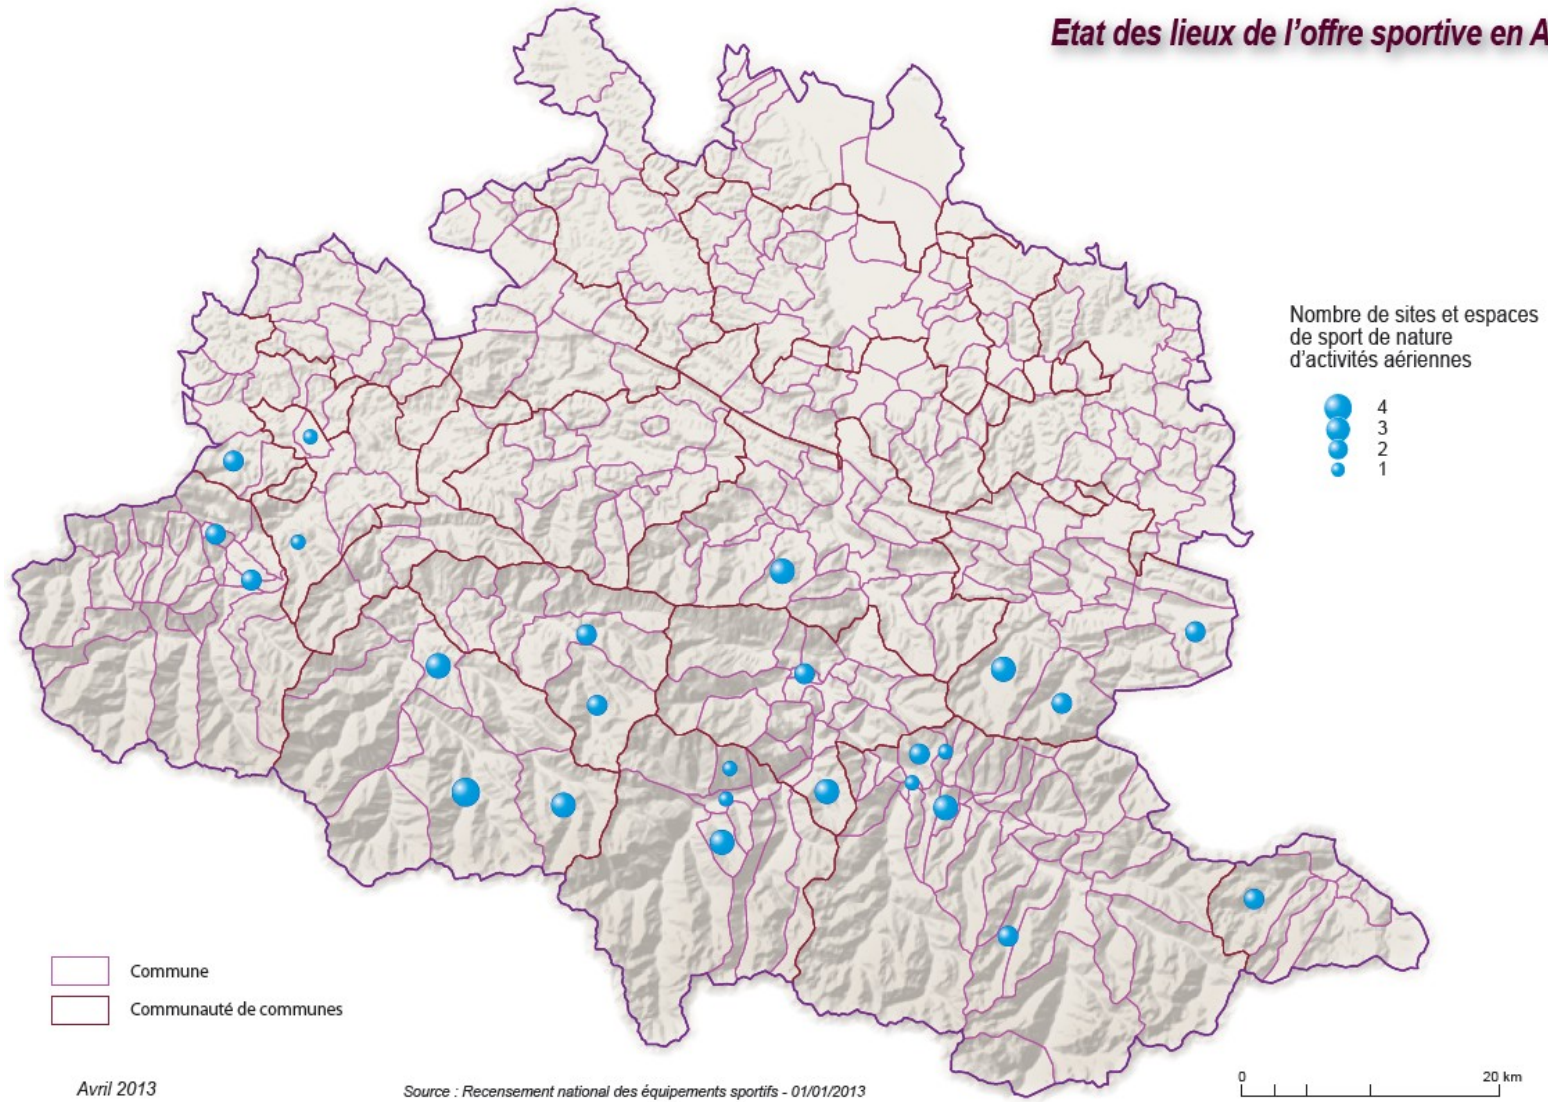 Etat des lieux de l'offre sportive en A
Nombre de sites et espaces
de sport de nature
d'activités aériennes
4
3
2
1
Commune
Communauté de communes
Avril 2013
Source : Recensement national des équipements sportifs - 01/01/2013
0 20 km